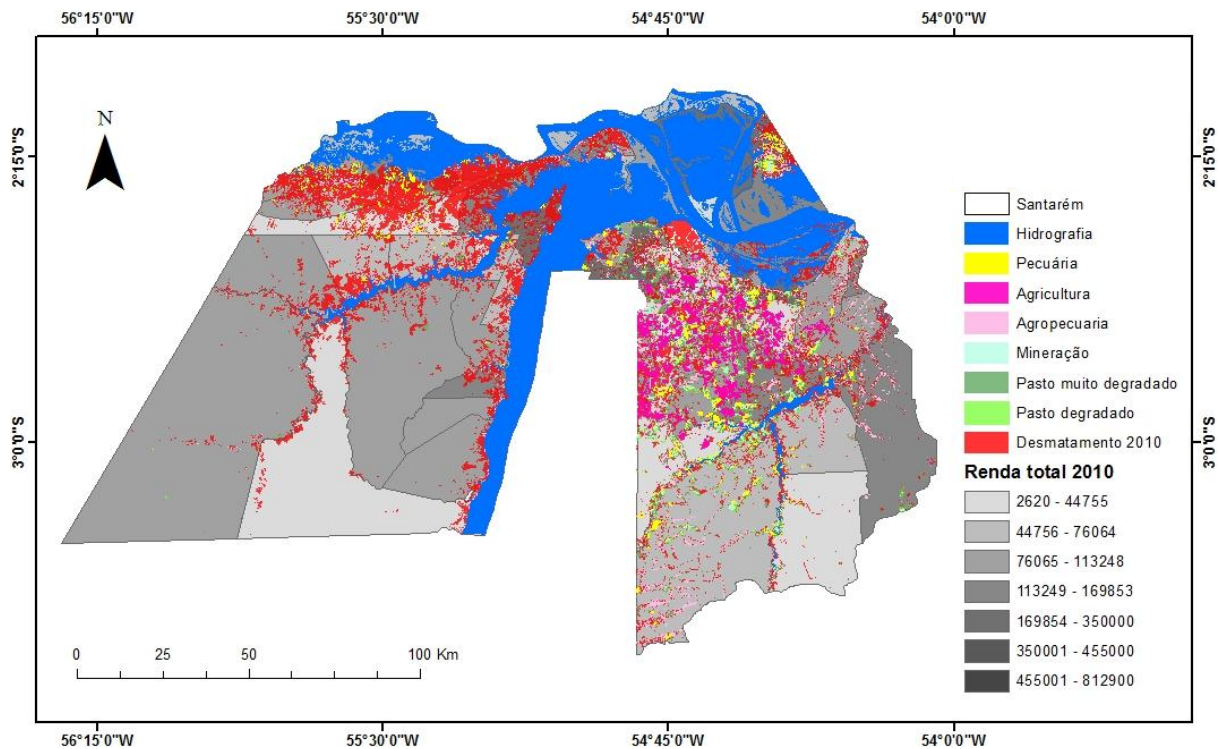 56°15'0"W 55°30'0"W 54°45'0"W 54°0'0"W
N
2°15'0"S
2°15'0"S
3°0'0"S
3°0'0"S
Santarém
Hidrografia
Pecuária
Agricultura
Agropecuaria
Mineração
Pasto muito degradado
Pasto degradado
Desmatamento 2010
Renda total 2010
2620 - 44755
44756 - 76064
76065 - 113248
113249 - 169853
169854 - 350000
350001 - 455000
455001 - 812900
0 25 50 100 Km
56°15'0"W 55°30'0"W 54°45'0"W 54°0'0"W